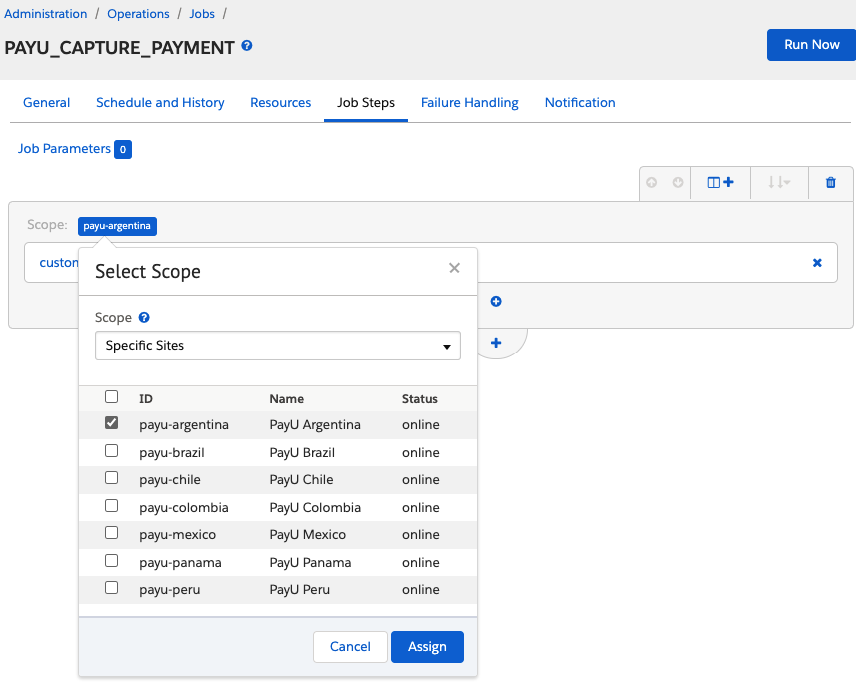 Administration / Operations / Jobs /
PAYU_CAPTURE_PAYMENT ?
Run Now
General Schedule and History Resources Job Steps Failure Handling Notification
Job Parameters 0
Scope: payu-argentina
custon
Select Scope
Scope ?
Specific Sites
ID Name Status
payu-argentina PayU Argentina online
payu-brazil PayU Brazil online
payu-chile PayU Chile online
payu-colombia PayU Colombia online
payu-mexico PayU Mexico online
payu-panama PayU Panama online
payu-peru PayU Peru online
Cancel Assign